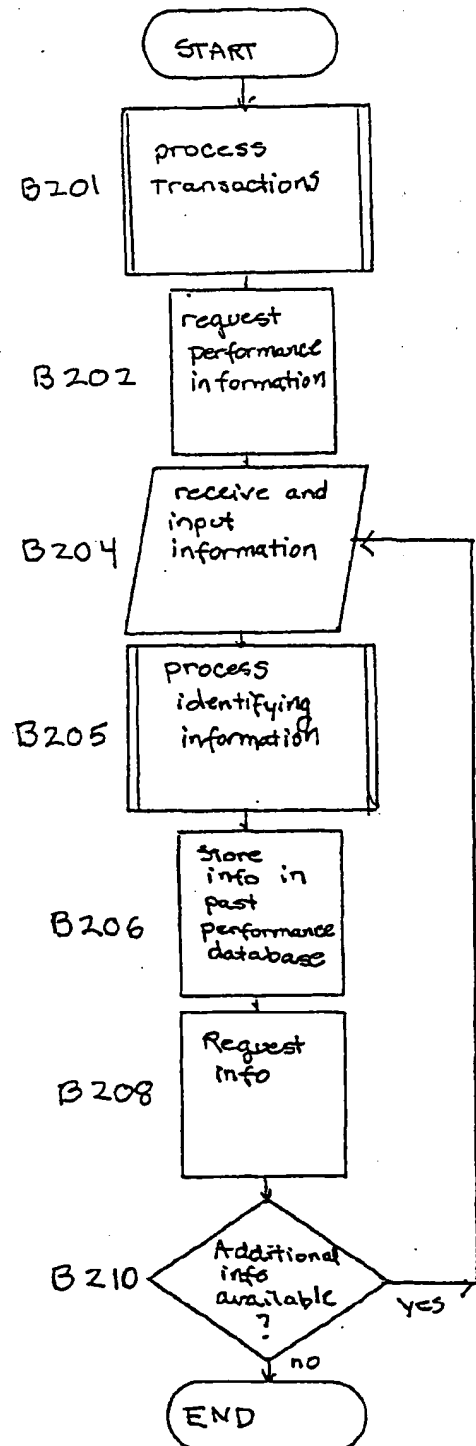 START
B201
process
Transactions
B202
request
performance
information
B204
receive and
input
information
B205
process
identifying
information
B206
Store
info in
past
performance
database
B208
Request
info
B210
Additional
info
available
?
yes
no
END